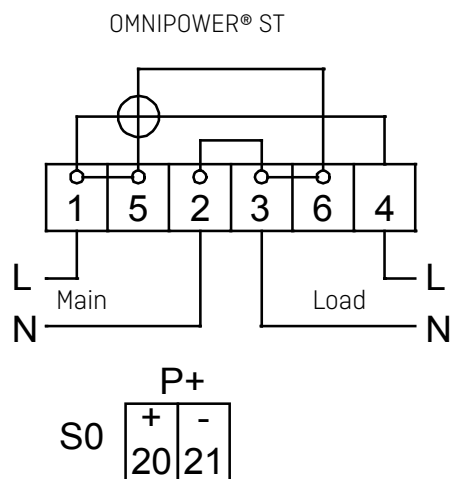 OMNIPOWER® ST
1 5 2 3 6 4
L Main Load L
N N
P+
S0 + -
20 21